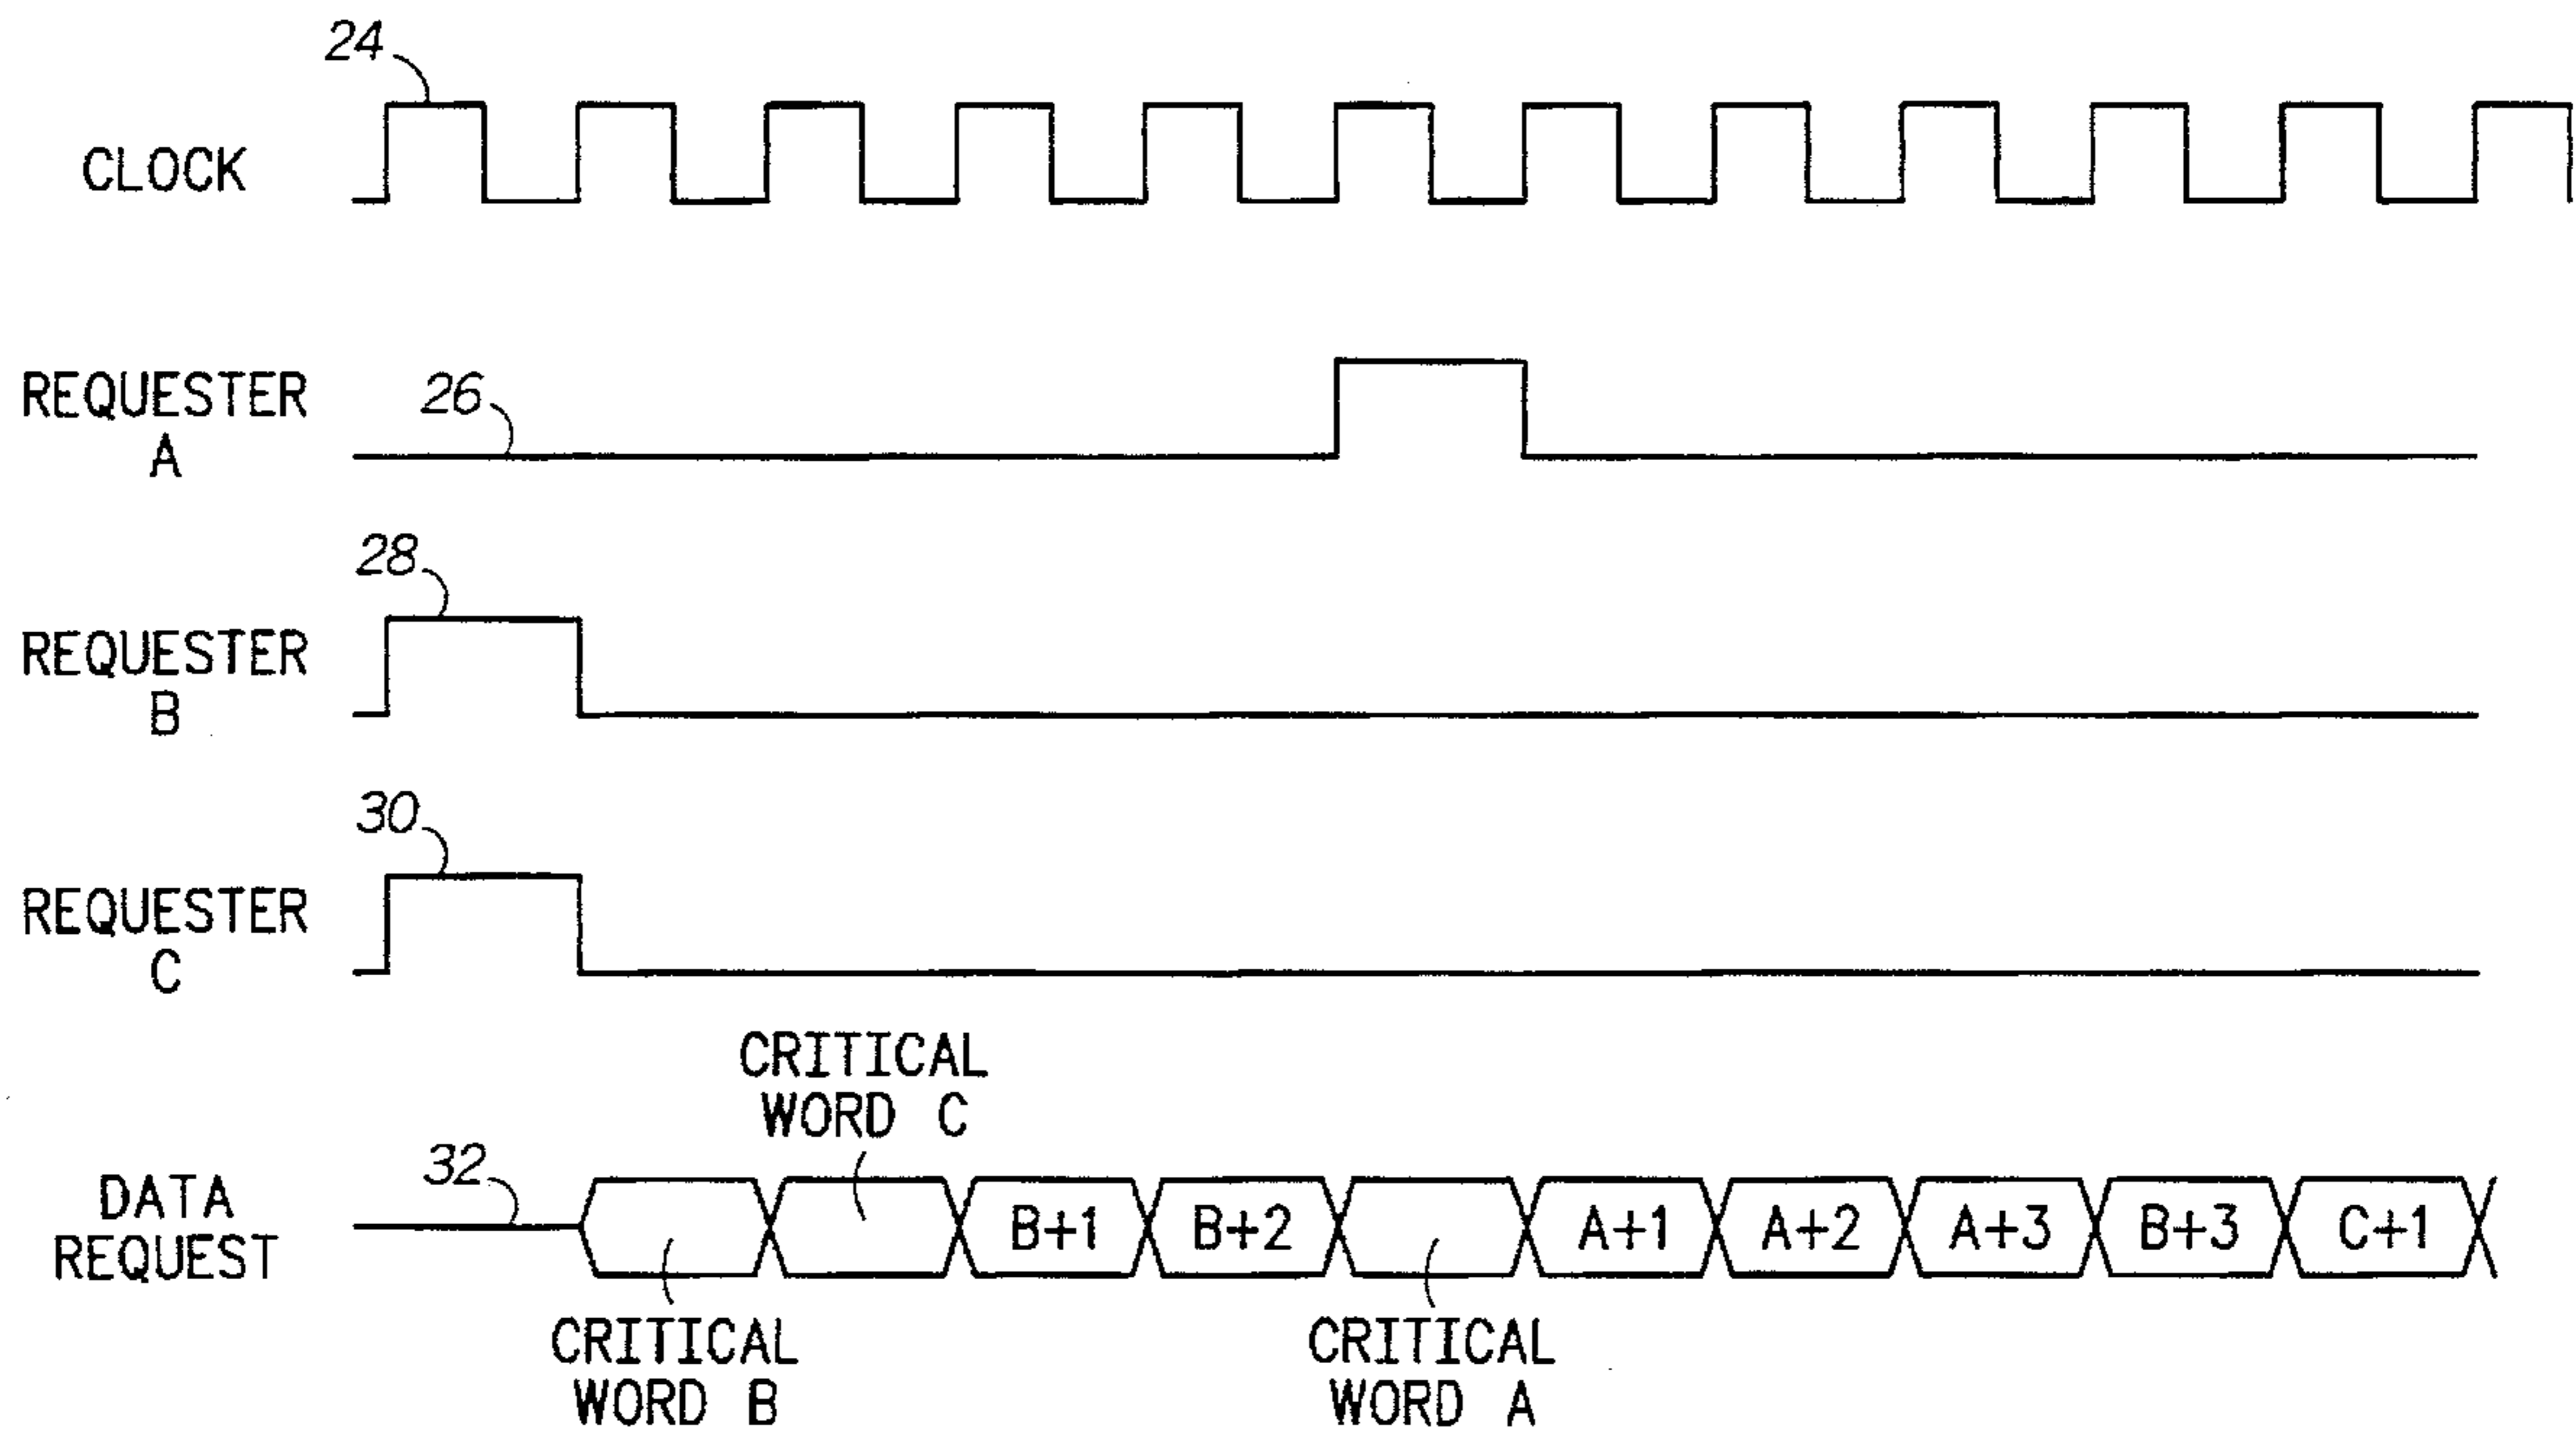 24
CLOCK
REQUESTER
A
26
28
REQUESTER
B
30
REQUESTER
C
CRITICAL
WORD C
DATA
REQUEST
32
B+1
B+2
A+1
A+2
A+3
B+3
C+1
CRITICAL
WORD B
CRITICAL
WORD A